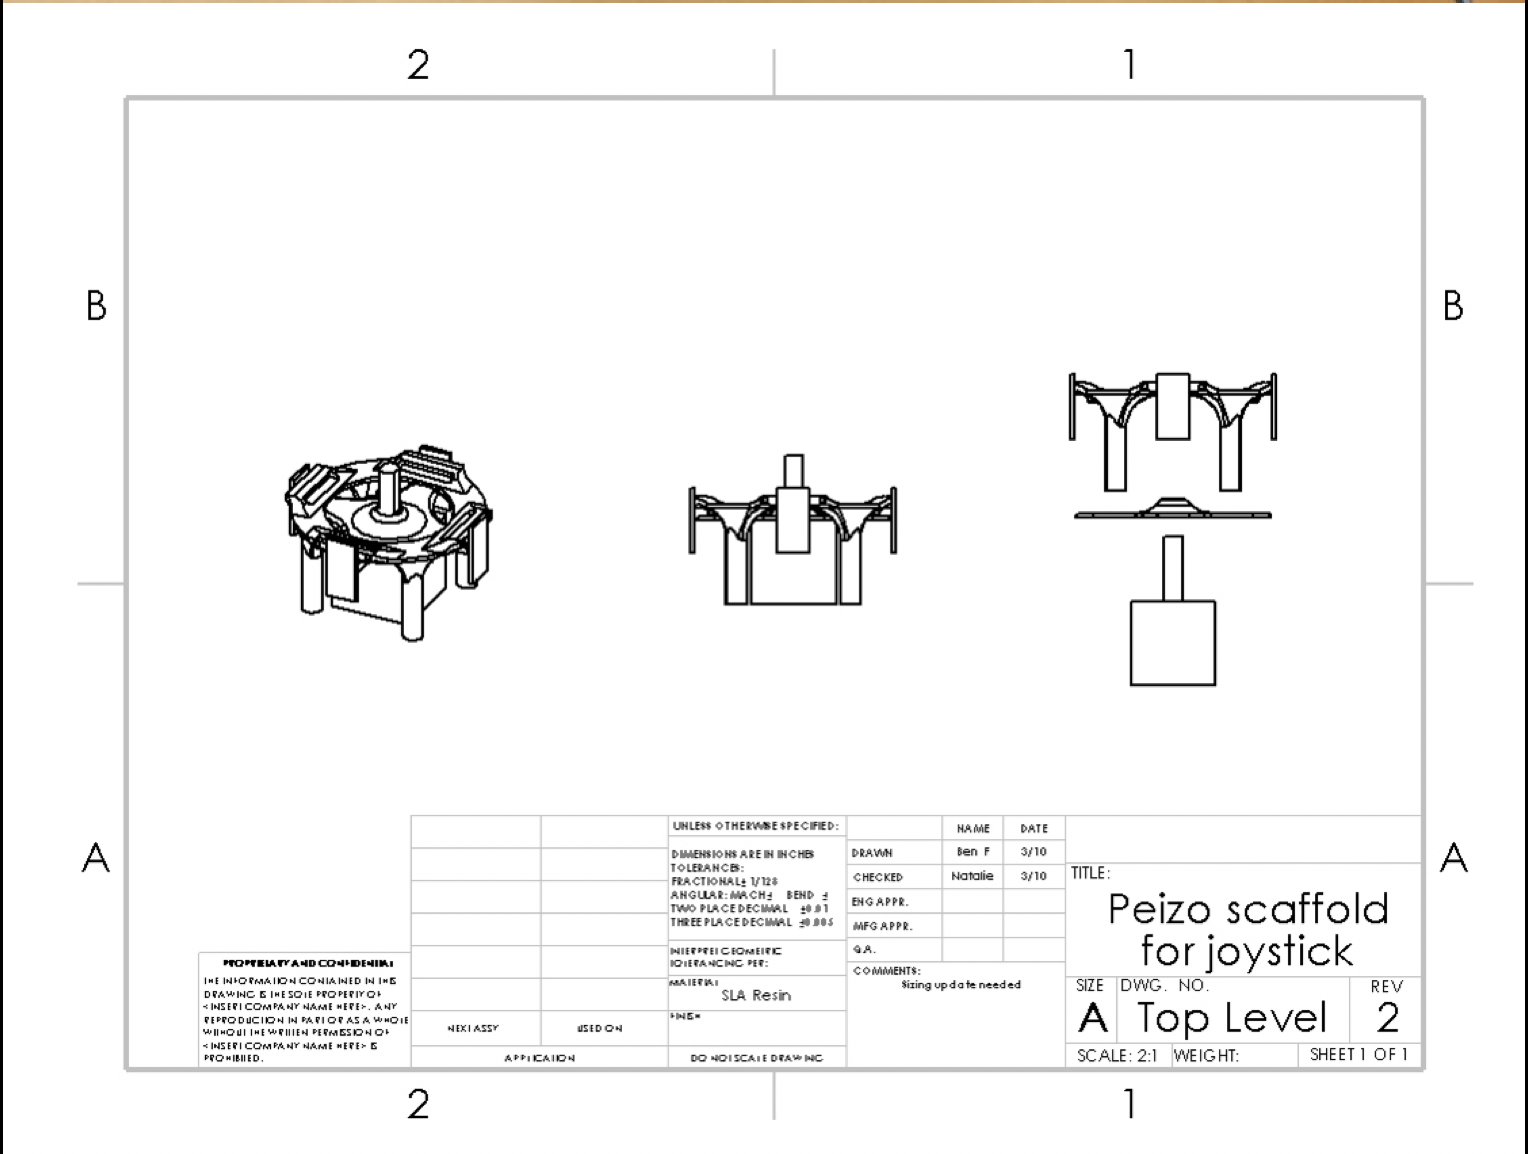 2 1
B B
A A
UNLESS OTHERWISE SPECIFIED:
DIMENSIONS ARE IN INCHES
TOLERANCES:
FRACTIONAL± 1/128
ANGULAR: MACH± BEND ±
TWO PLACE DECIMAL ±0.01
THREE PLACE DECIMAL ±0.005
INTERPRET GEOMETRIC
TOLERANCING PER:
MATERIAL
SLA Resin
FINISH
DO NOT SCALE DRAWING
NAME DATE
DRAWN Ben F 3/10
CHECKED Natalie 3/10
ENG APPR.
MFG APPR.
Q.A.
COMMENTS:
Sizing update needed
TITLE:
Peizo scaffold
for joystick
SIZE DWG. NO. REV
A Top Level 2
SCALE: 2:1 WEIGHT: SHEET 1 OF 1
PROPRIETARY AND CONFIDENTIAL
THE INFORMATION CONTAINED IN THIS
DRAWING IS THE SOLE PROPERTY OF
<INSERT COMPANY NAME HERE>. ANY
REPRODUCTION IN PART OR AS A WHOLE
WITHOUT THE WRITTEN PERMISSION OF
<INSERT COMPANY NAME HERE> IS
PROHIBITED.
NEXT ASSY USED ON
APPLICATION
2 1